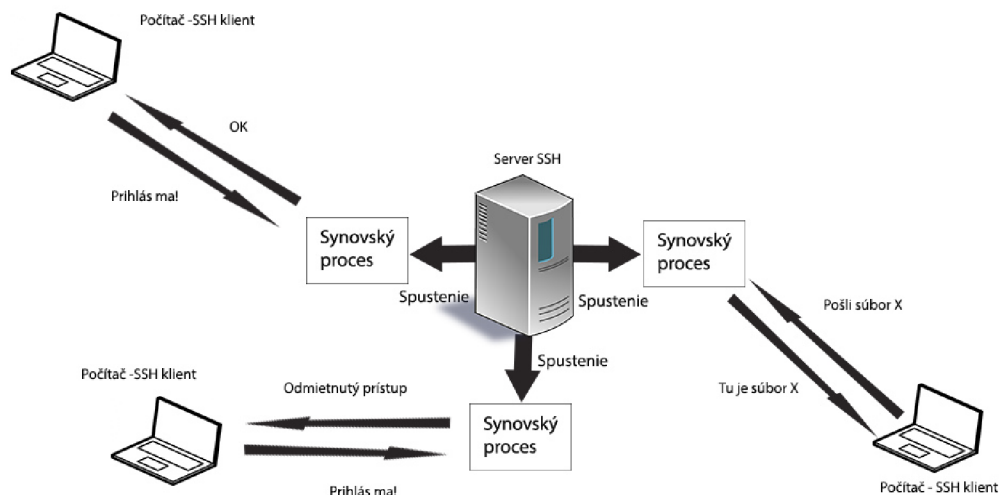 Počítač -SSH klient
OK
Prihlás ma!
Server SSH
Synovský
proces
Synovský
proces
Spustenie
Spustenie
Pošli súbor X
Spustenie
Tu je súbor X
Počítač -SSH klient
Odmietnutý prístup
Synovský
proces
Prihlás ma!
Počítač - SSH klient